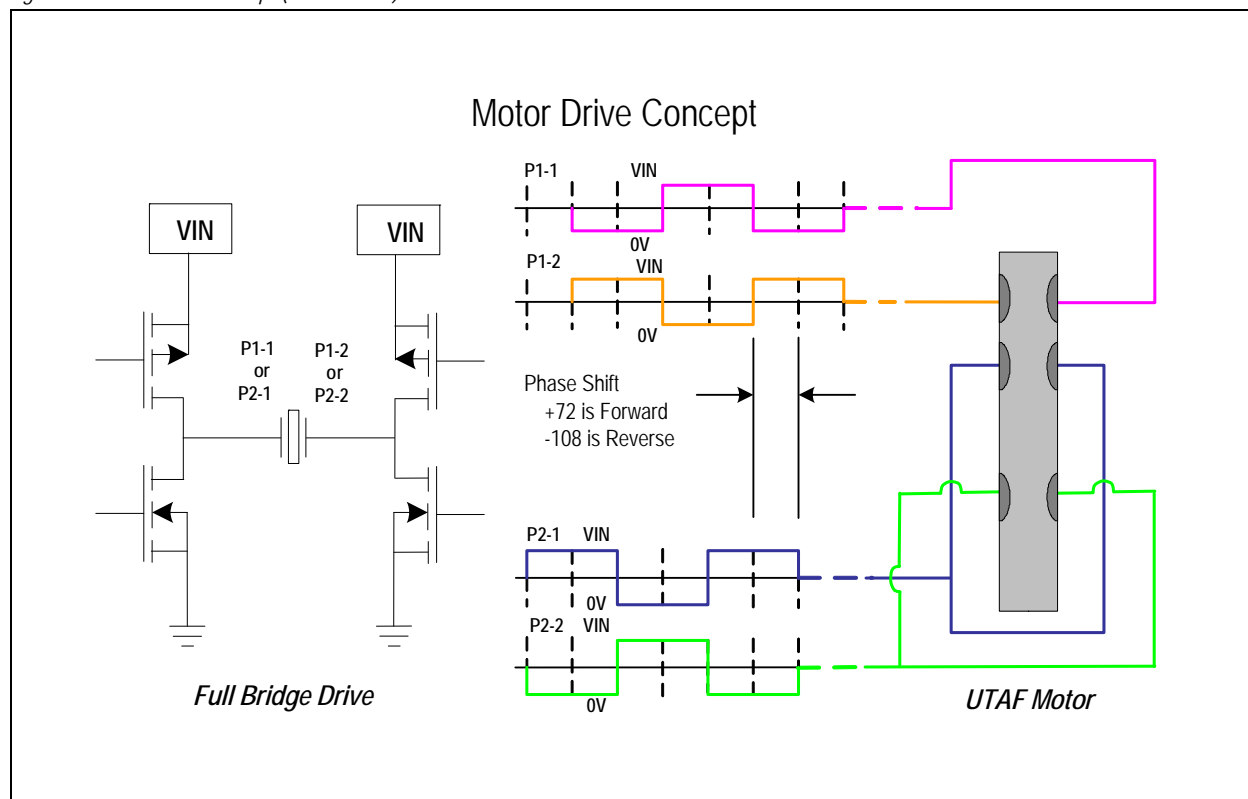 Motor Drive Concept
VIN
VIN
P1-1
or
P2-1
P1-2
or
P2-2
Full Bridge Drive
P1-1
VIN
0V
P1-2
VIN
0V
Phase Shift
+72 is Forward
-108 is Reverse
P2-1
VIN
0V
P2-2
VIN
0V
UTAF Motor